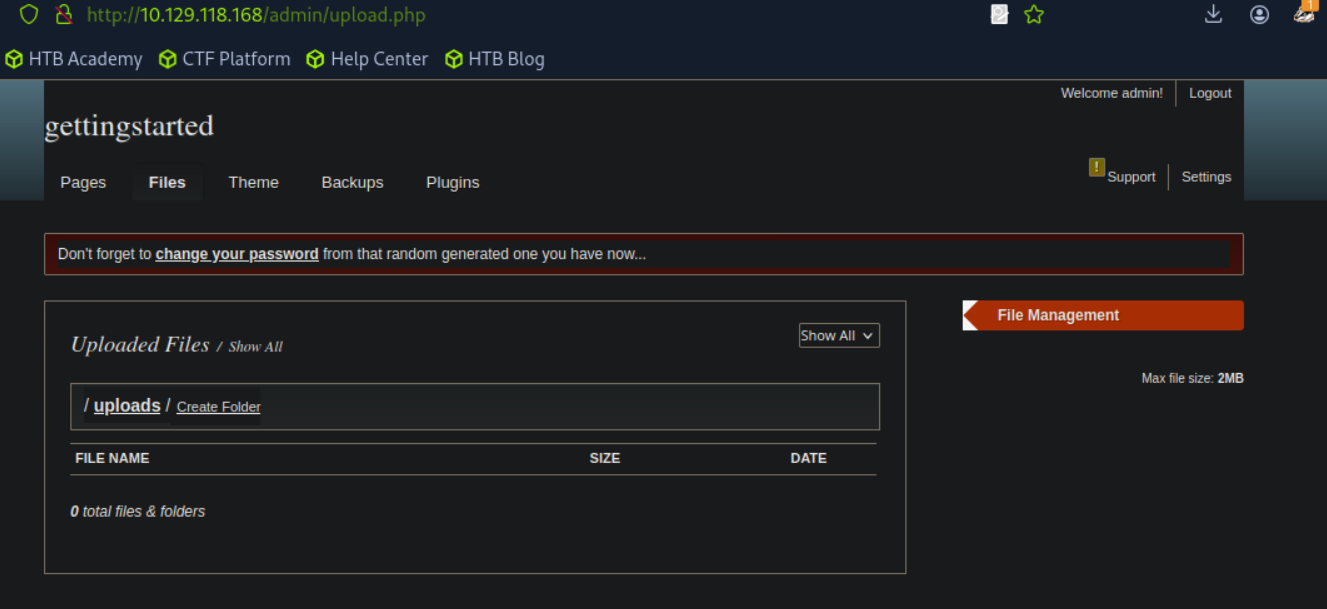 http://10.129.118.168/admin/upload.php
1
HTB Academy CTF Platform Help Center HTB Blog
Welcome admin! Logout
gettingstarted
Pages Files Theme Backups Plugins
! Support Settings
Don't forget to change your password from that random generated one you have now...
File Management
Uploaded Files / Show All
Show All
Max file size: 2MB
/ uploads / Create Folder
FILE NAME SIZE DATE
0 total files & folders